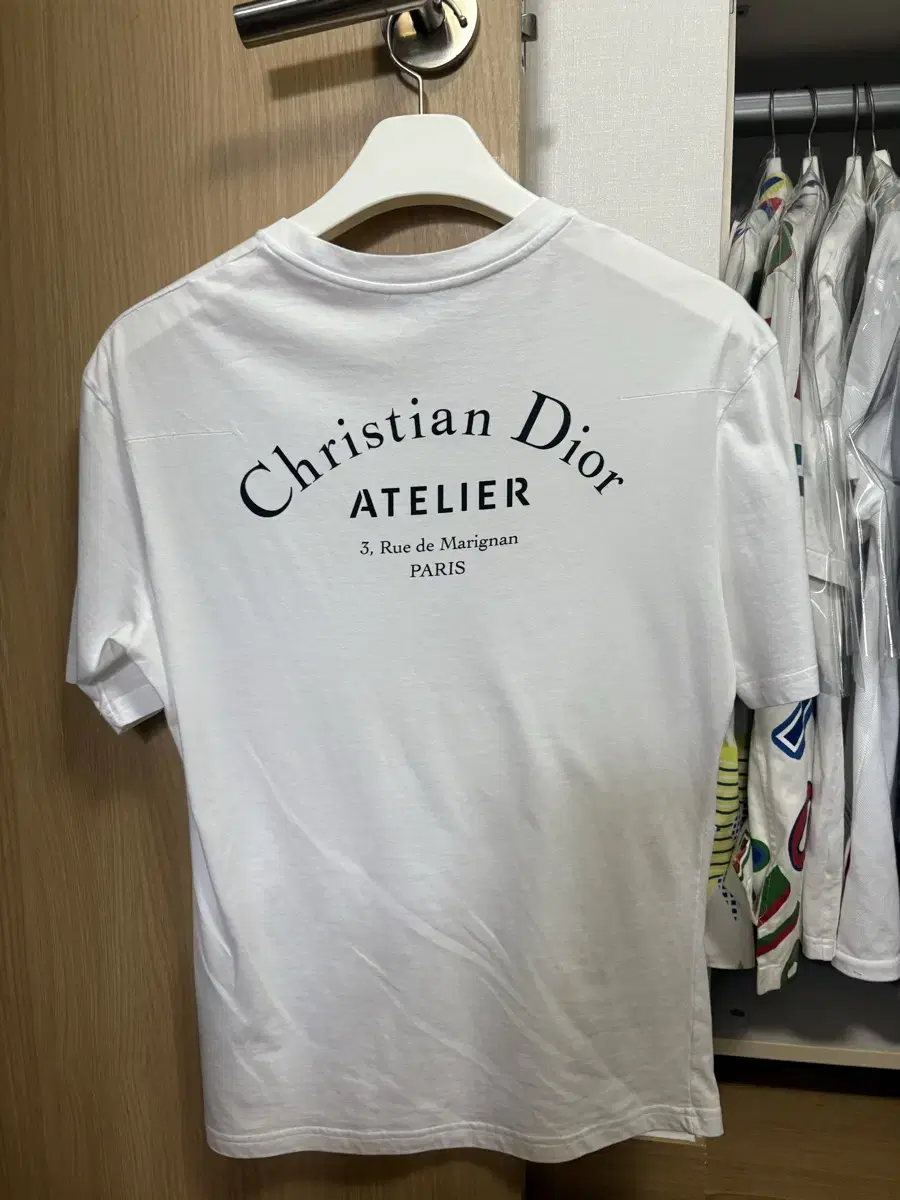 Christian Dior
ATELIER
3, Rue de Marignan
PARIS